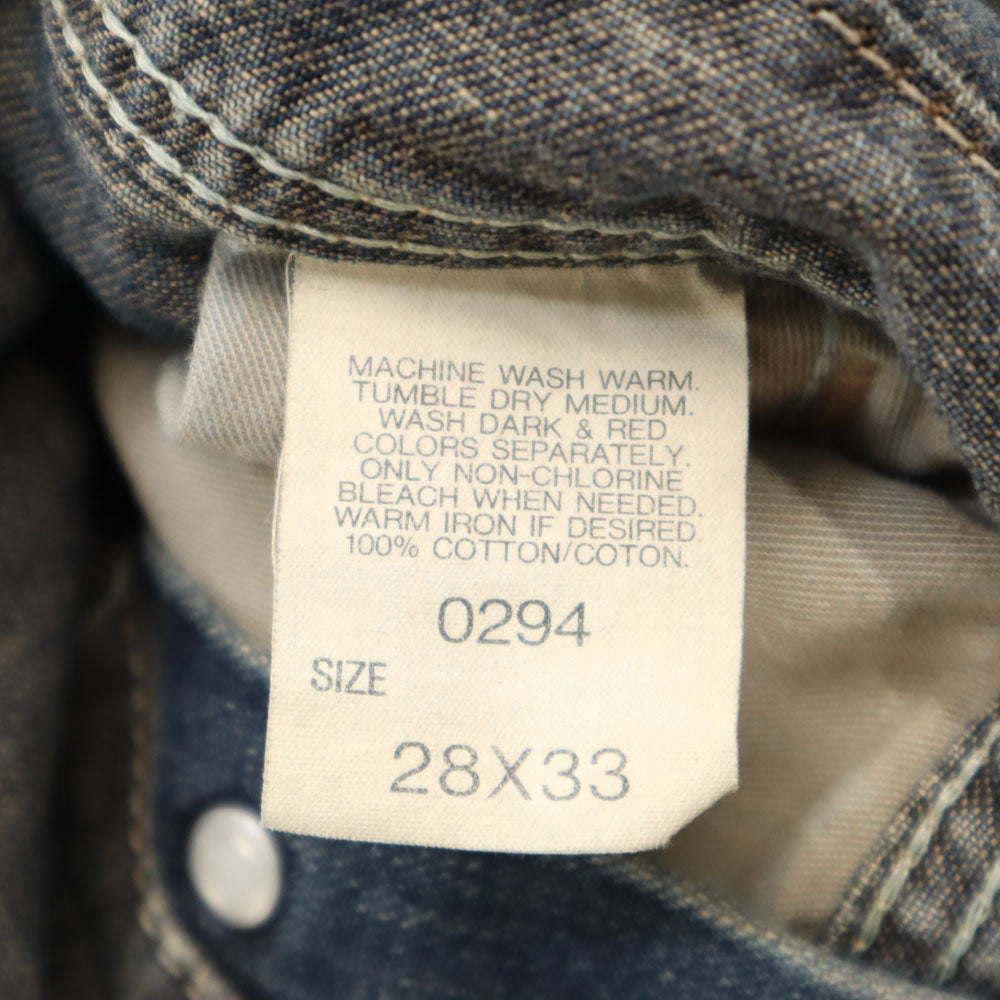 MACHINE WASH WARM.
TUMBLE DRY MEDIUM.
WASH DARK & RED
COLORS SEPARATELY.
ONLY NON-CHLORINE
BLEACH WHEN NEEDED.
WARM IRON IF DESIRED.
100% COTTON/COTON.
0294
SIZE
28X33